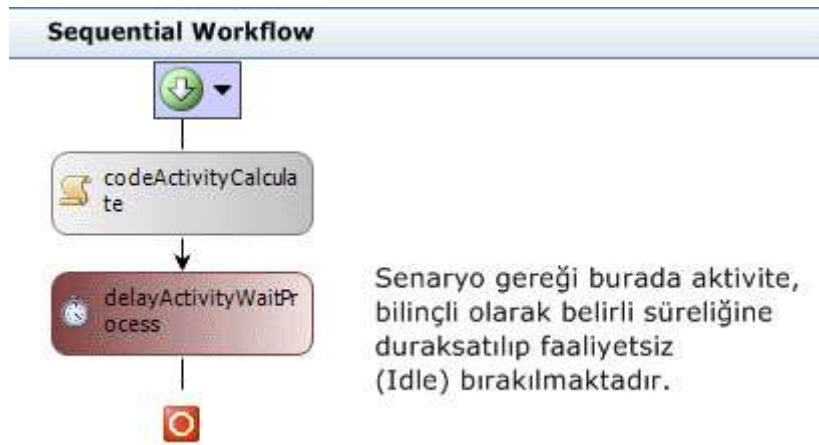 Sequential Workflow
codeActivityCalcula
te
delayActivityWaitPr
ocess
Senaryo gereği burada aktivite,
bilinçli olarak belirli süreliğine
duraksatılıp faaliyetsiz
(Idle) bırakılmaktadır.